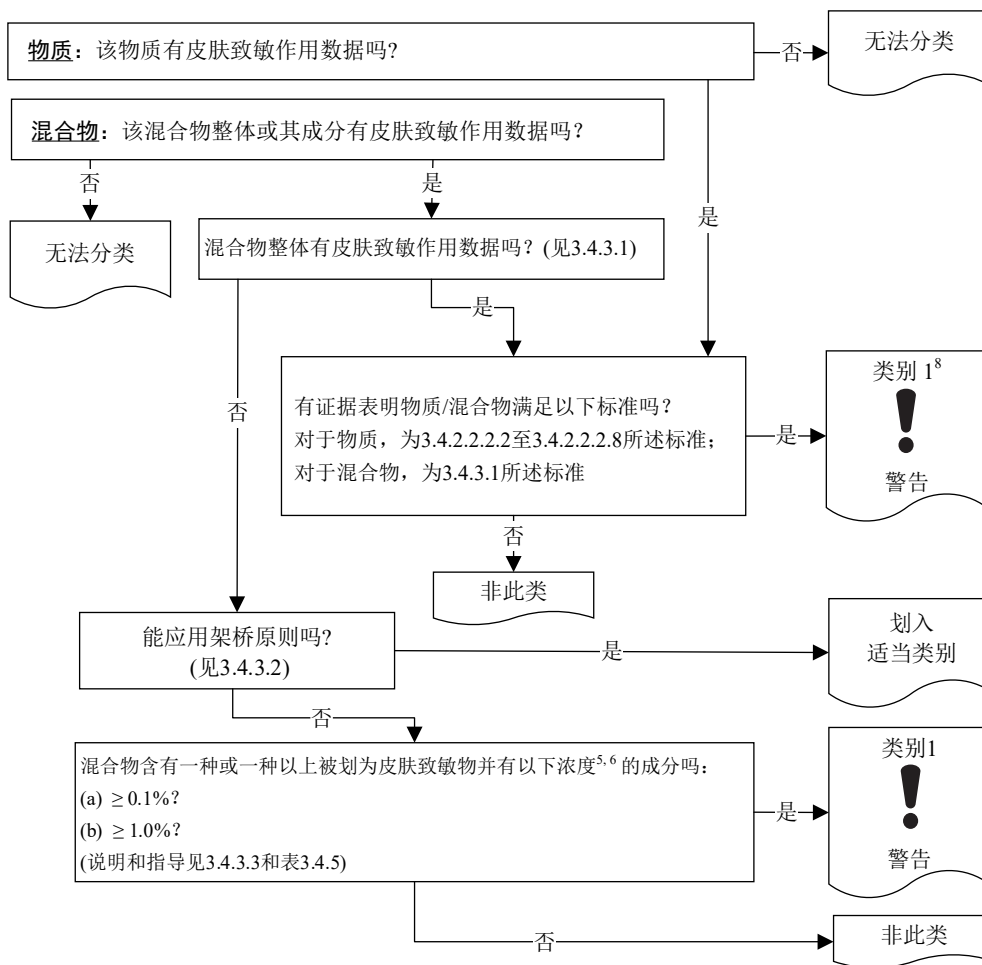 物质：该物质有皮肤致敏作用数据吗?
否
无法分类
混合物：该混合物整体或其成分有皮肤致敏作用数据吗？
否
是
是
无法分类
混合物整体有皮肤致敏作用数据吗？(见3.4.3.1)
是
否
有证据表明物质/混合物满足以下标准吗？
对于物质，为3.4.2.2.2.2至3.4.2.2.2.8所述标准；
对于混合物，为3.4.3.1所述标准
是
类别 1⁸
警告
否
非此类
能应用架桥原则吗?
(见3.4.3.2)
是
划入
适当类别
否
混合物含有一种或一种以上被划为皮肤致敏物并有以下浓度⁵,⁶ 的成分吗：
(a) ≥ 0.1%？
(b) ≥ 1.0%？
(说明和指导见3.4.3.3和表3.4.5)
是
类别1
警告
否
非此类